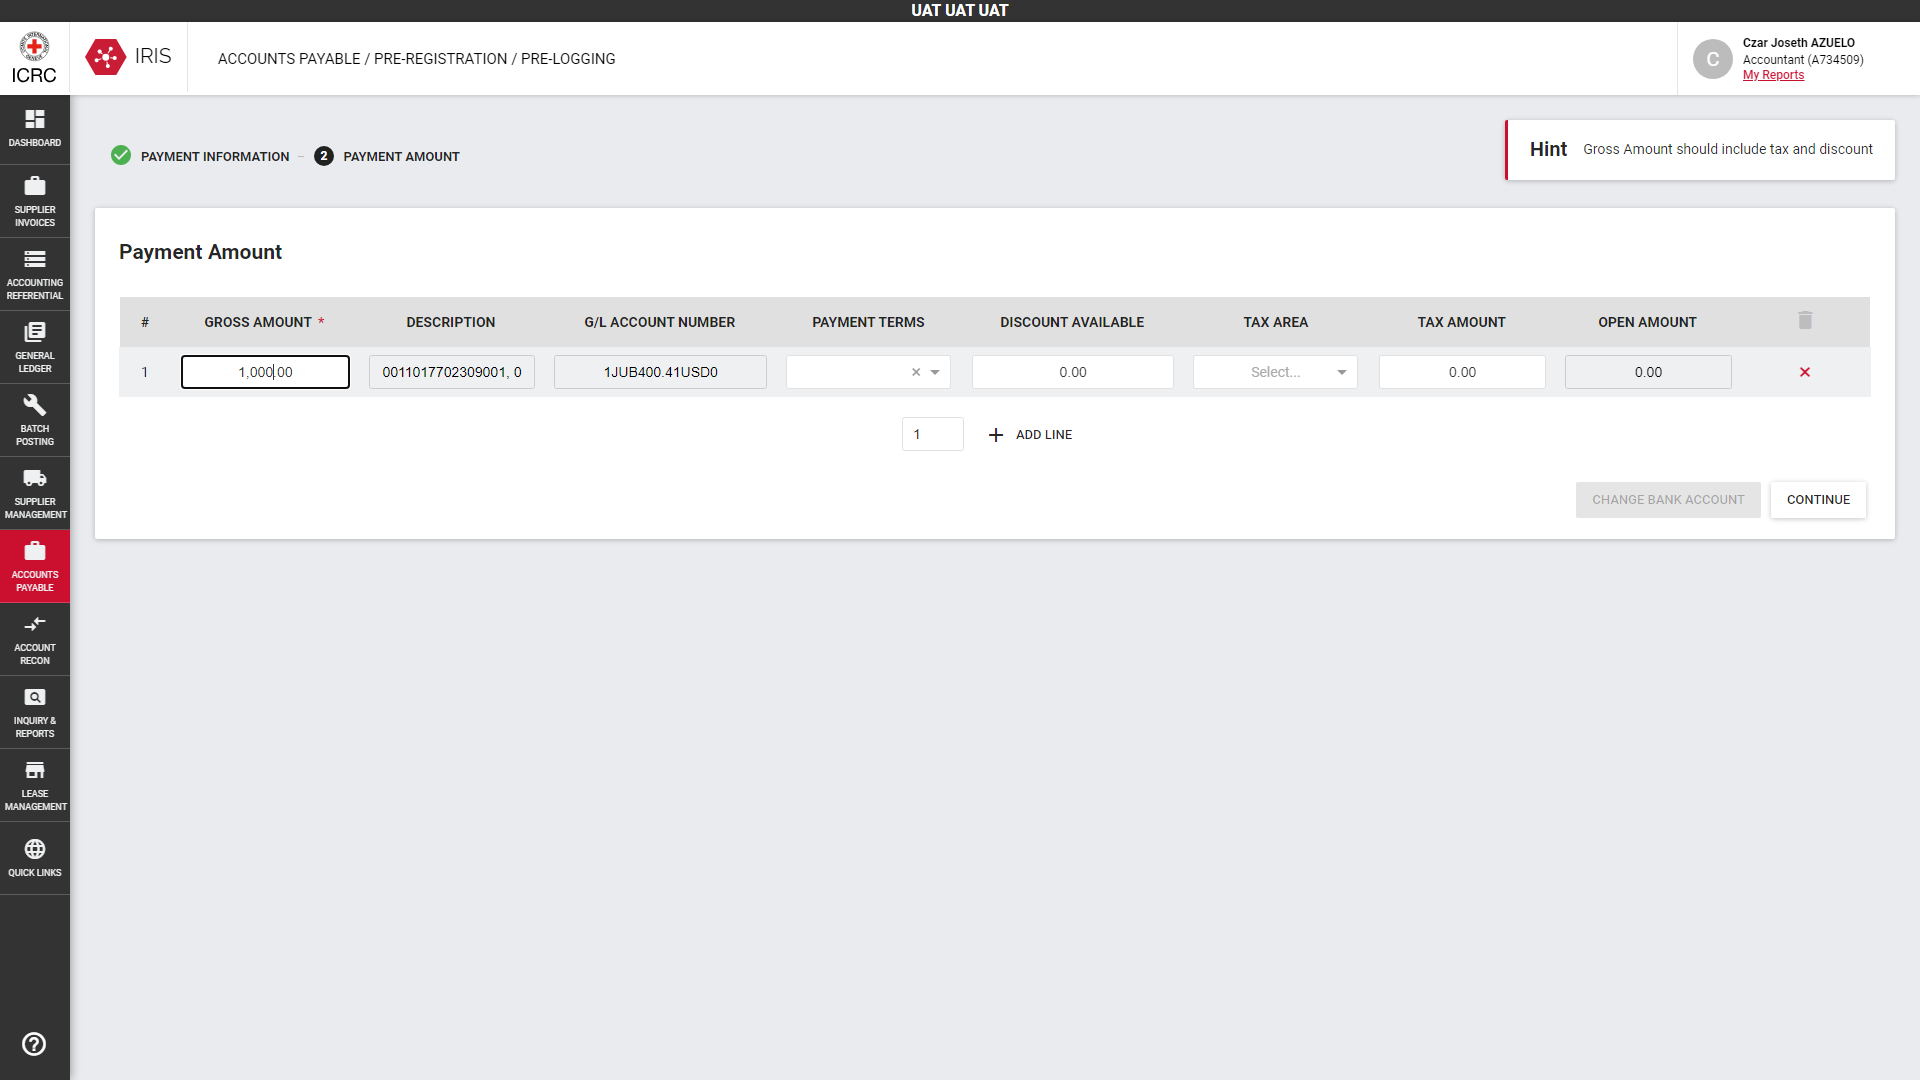 UAT UAT UAT
ICRC
IRIS
ACCOUNTS PAYABLE / PRE-REGISTRATION / PRE-LOGGING
C
Czar Joseth AZUELO
Accountant (A734509)
My Reports
DASHBOARD
SUPPLIER
INVOICES
ACCOUNTING
REFERENTIAL
GENERAL
LEDGER
BATCH
POSTING
SUPPLIER
MANAGEMENT
ACCOUNTS
PAYABLE
ACCOUNT
RECON
INQUIRY &
REPORTS
LEASE
MANAGEMENT
QUICK LINKS
PAYMENT INFORMATION
2 PAYMENT AMOUNT
Hint Gross Amount should include tax and discount
Payment Amount
# GROSS AMOUNT * DESCRIPTION G/L ACCOUNT NUMBER PAYMENT TERMS DISCOUNT AVAILABLE TAX AREA TAX AMOUNT OPEN AMOUNT
1 1,000.00 0011017702309001, 0 1JUB400.41USD0 0.00 Select... 0.00 0.00
1 ADD LINE
CHANGE BANK ACCOUNT CONTINUE